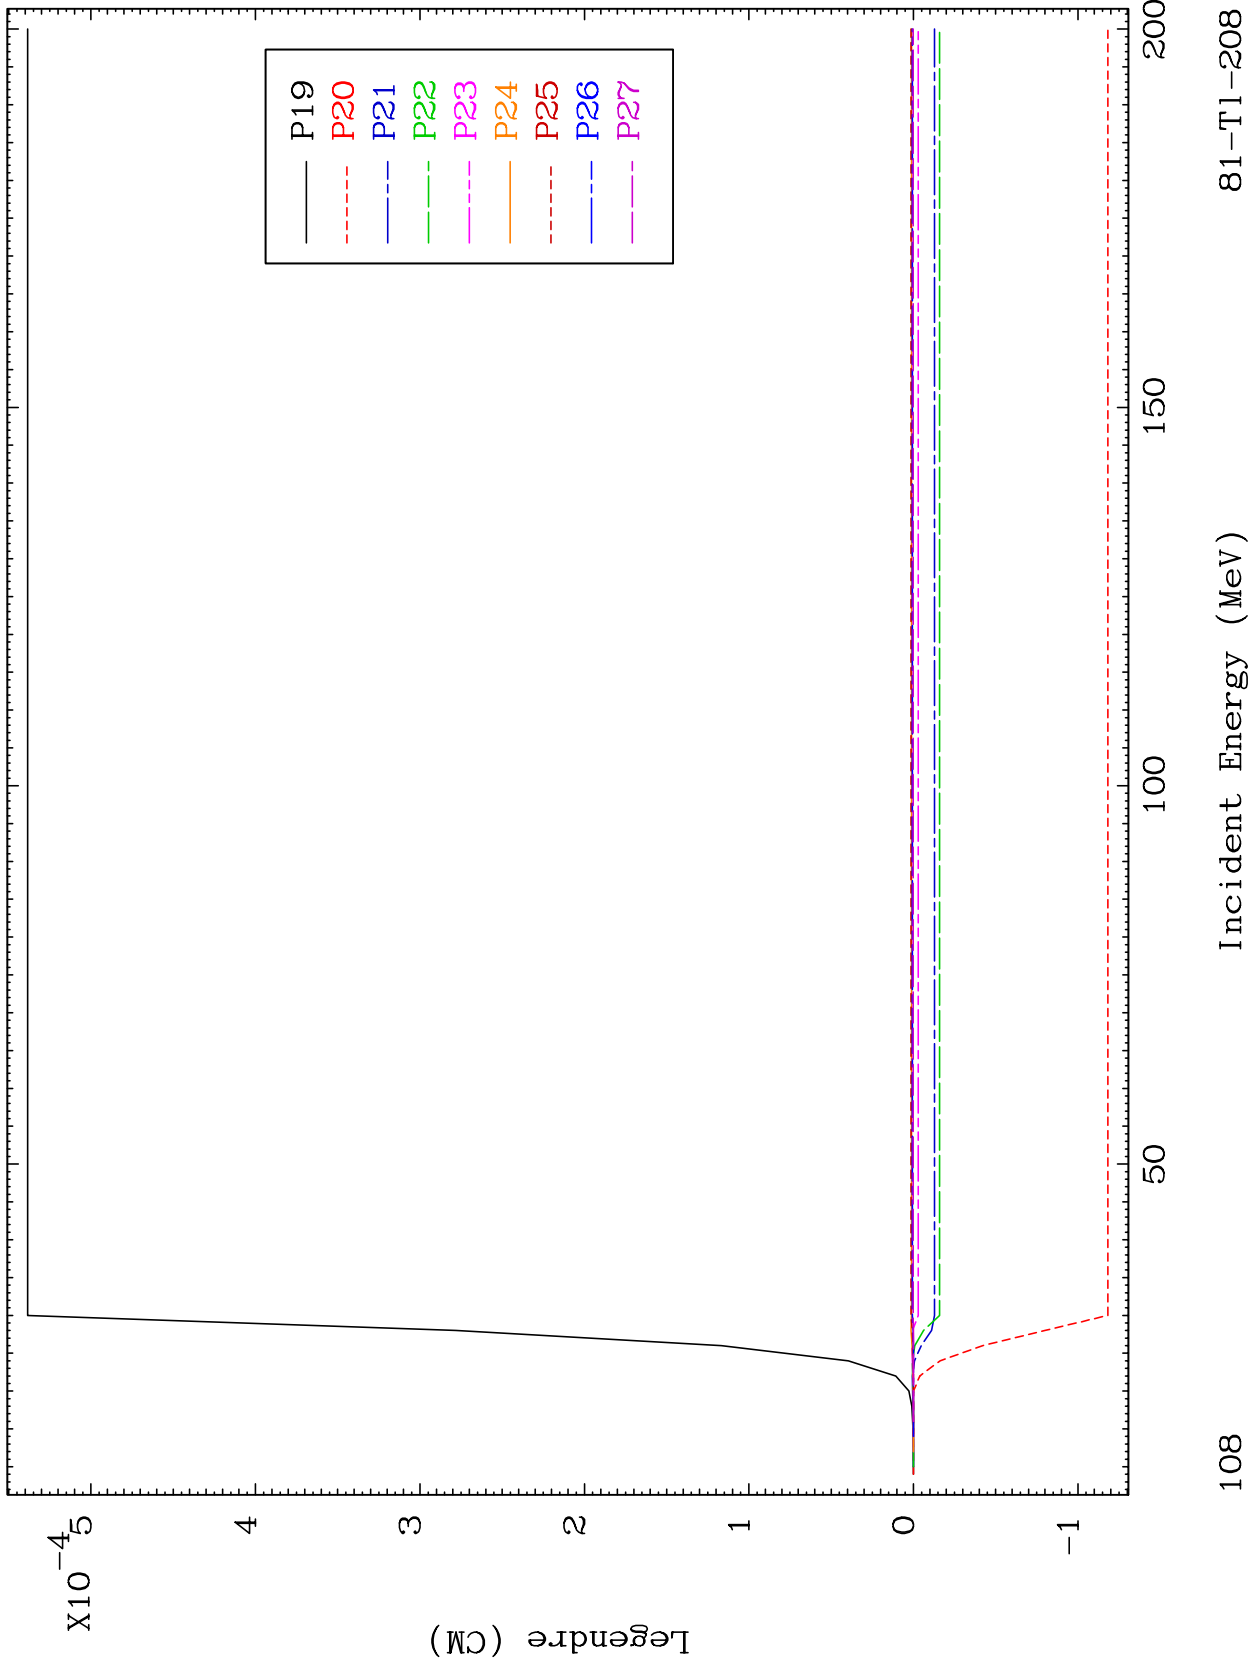 X10-4
5
4
3
2
1
0
-1
Legendre (CM)
P19
P20
P21
P22
P23
P24
P25
P26
P27
50
100
150
200
Incident Energy (MeV)
108
81-Tl-208